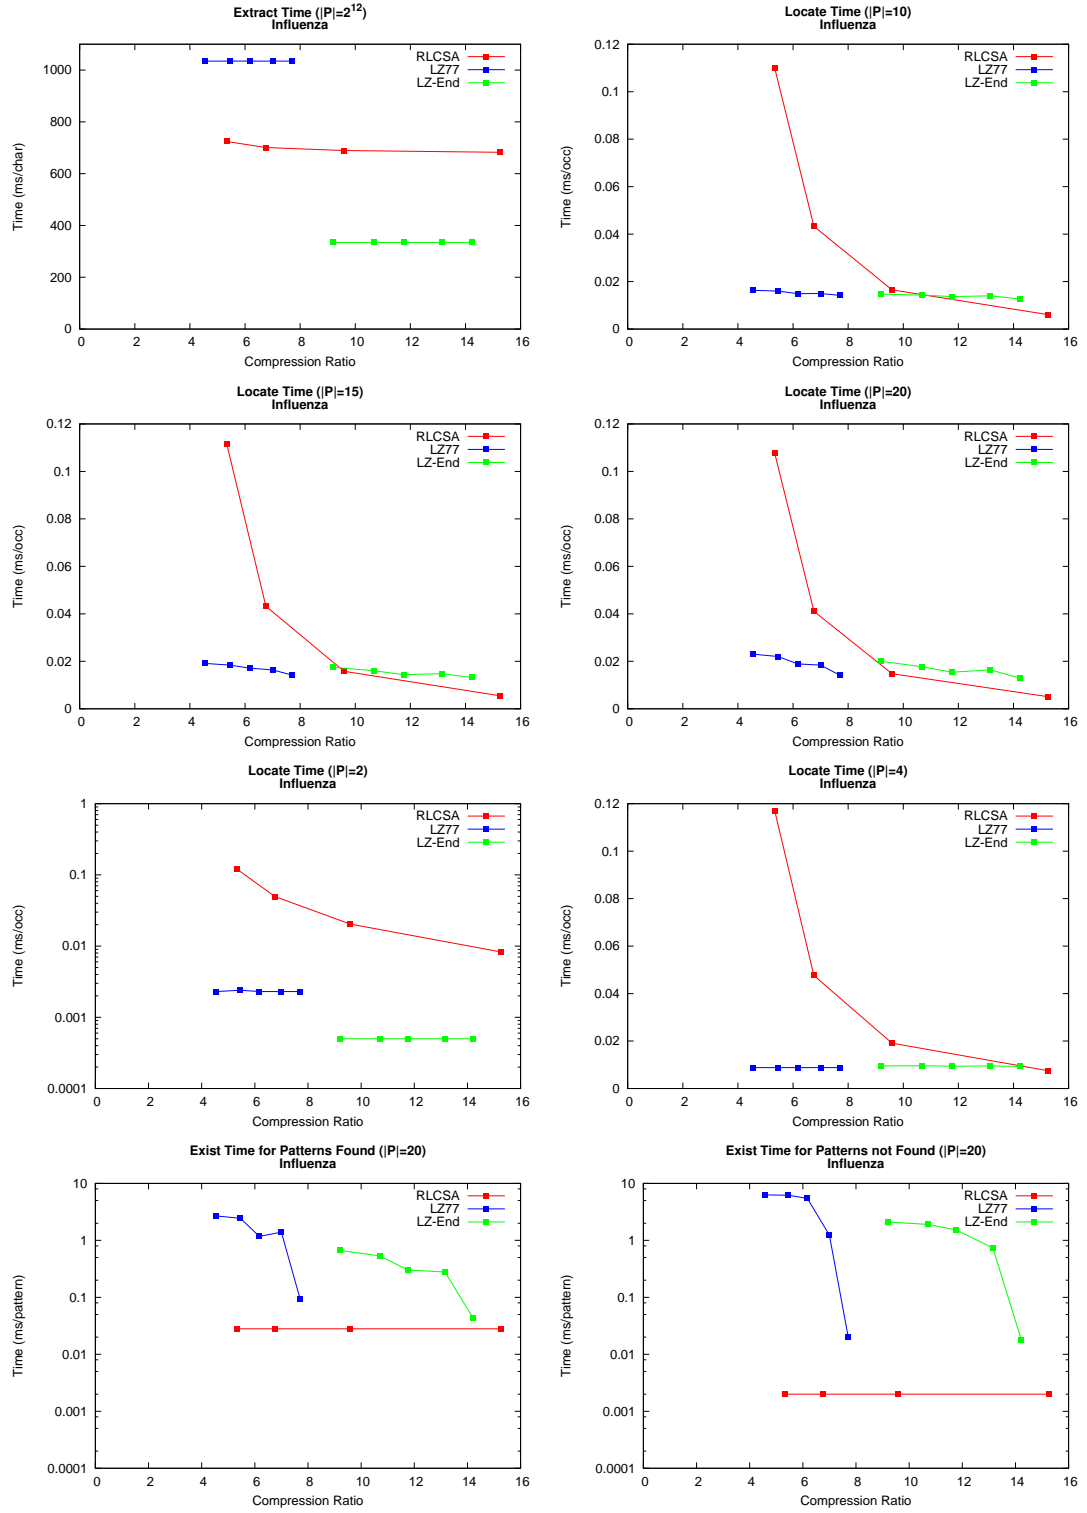 Extract Time (|P|=2^12)
Influenza
Time (ms/char)
1000
800
600
400
200
0
RLCSA
LZ77
LZ-End
0 2 4 6 8 10 12 14 16
Compression Ratio
Locate Time (|P|=10)
Influenza
Time (ms/occ)
0.12
0.1
0.08
0.06
0.04
0.02
0
RLCSA
LZ77
LZ-End
0 2 4 6 8 10 12 14 16
Compression Ratio
Locate Time (|P|=15)
Influenza
Time (ms/occ)
0.12
0.1
0.08
0.06
0.04
0.02
0
RLCSA
LZ77
LZ-End
0 2 4 6 8 10 12 14 16
Compression Ratio
Locate Time (|P|=20)
Influenza
Time (ms/occ)
0.12
0.1
0.08
0.06
0.04
0.02
0
RLCSA
LZ77
LZ-End
0 2 4 6 8 10 12 14 16
Compression Ratio
Locate Time (|P|=2)
Influenza
Time (ms/occ)
1
0.1
0.01
0.001
0.0001
RLCSA
LZ77
LZ-End
0 2 4 6 8 10 12 14 16
Compression Ratio
Locate Time (|P|=4)
Influenza
Time (ms/occ)
0.12
0.1
0.08
0.06
0.04
0.02
0
RLCSA
LZ77
LZ-End
0 2 4 6 8 10 12 14 16
Compression Ratio
Exist Time for Patterns Found (|P|=20)
Influenza
Time (ms/pattern)
10
1
0.1
0.01
0.001
0.0001
RLCSA
LZ77
LZ-End
0 2 4 6 8 10 12 14 16
Compression Ratio
Exist Time for Patterns not Found (|P|=20)
Influenza
Time (ms/pattern)
10
1
0.1
0.01
0.001
0.0001
RLCSA
LZ77
LZ-End
0 2 4 6 8 10 12 14 16
Compression Ratio